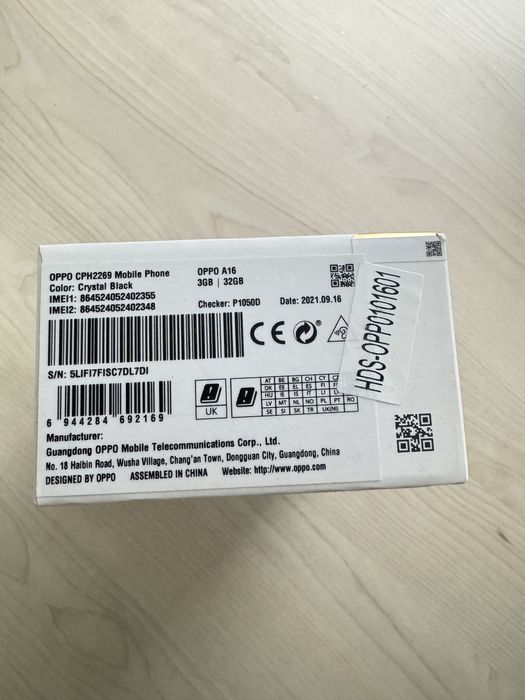 OPPO CPH2269 Mobile Phone
OPPO A16
Color: Crystal Black
3GB | 32GB
IMEI1: 864524052402355
IMEI2: 864524052402348
Checker: P1050D
Date: 2021.09.16
S/N: 5LIFI7FISC7DL7DI
6 944284 692169
UK
AT BE BG CH CY
DK EE EL ES FI
HU IE IS IT LI
LV MT NL NO PL PT RO
SE SI SK TR UK(NI)
HDS-OPP0101601
Manufacturer:
Guangdong OPPO Mobile Telecommunications Corp., Ltd.
No. 18 Haibin Road, Wusha Village, Chang'an Town, Dongguan City, Guangdong, China
DESIGNED BY OPPO ASSEMBLED IN CHINA Website: http://www.oppo.com